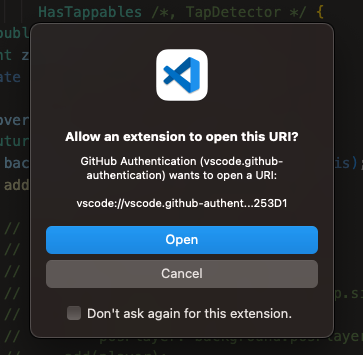 HasTappables /*, TapDetector */ {
Allow an extension to open this URI?
GitHub Authentication (vscode.github-
authentication) wants to open a URI:
vscode://vscode.github-authent...253D1
Open
Cancel
Don't ask again for this extension.